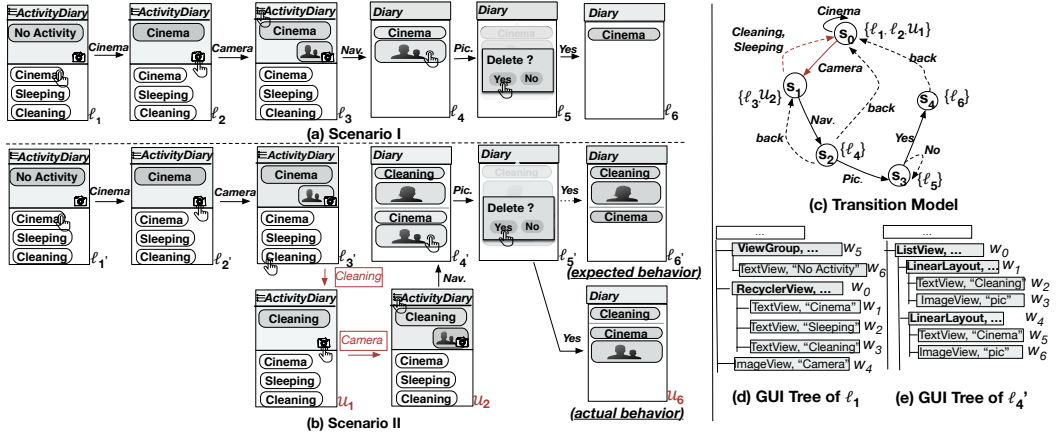 ActivityDiary
No Activity
Cinema
Sleeping
Cleaning
ℓ1
Cinema
ActivityDiary
Cinema
Cinema
Sleeping
Cleaning
ℓ2
Camera
ActivityDiary
Cinema
Cinema
Sleeping
Cleaning
ℓ3
Nav.
Diary
Cinema
ℓ4
Pic.
Diary
Delete ?
Yes No
ℓ5
Yes
Diary
Cinema
ℓ6
(a) Scenario I
ActivityDiary
No Activity
Cinema
Sleeping
Cleaning
ℓ1'
Cinema
ActivityDiary
Cinema
Cinema
Sleeping
Cleaning
ℓ2'
Camera
ActivityDiary
Cinema
Cinema
Sleeping
Cleaning
ℓ3'
Cleaning
ActivityDiary
Cleaning
Cinema
Sleeping
Cleaning
u1
Camera
ActivityDiary
Cleaning
Cinema
Sleeping
Cleaning
u2
Nav.
Diary
Cleaning
Cinema
ℓ4'
Pic.
Diary
Cleaning
Delete ?
Yes No
ℓ5'
Yes
Diary
Cleaning
Cinema
ℓ6'
(expected behavior)
Yes
Diary
Cleaning
Cinema
u6
(actual behavior)
(b) Scenario II
Cinema
S0 {ℓ1, ℓ2, u1}
Cleaning,
Sleeping
Camera
S1
{ℓ3, u2}
back
back
S4 {ℓ6}
Nav.
back
S2 {ℓ4}
Yes
No
Pic.
S3 {ℓ5}
(c) Transition Model
...
ViewGroup, ... W5
TextView, "No Activity" W6
RecyclerView, ... W0
TextView, "Cinema" W1
TextView, "Sleeping" W2
TextView, "Cleaning" W3
ImageView, "Camera" W4
(d) GUI Tree of ℓ1
...
ListView, ... W0
LinearLayout, ... W1
TextView, "Cleaning" W2
ImageView, "pic" W3
LinearLayout, ... W4
TextView, "Cinema" W5
ImageView, "pic" W6
(e) GUI Tree of ℓ4'